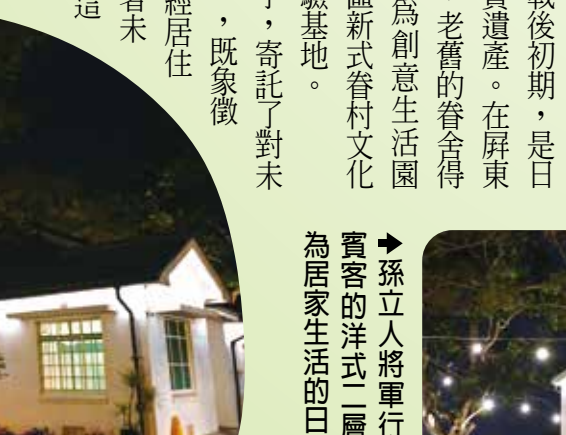 戰後初期，是日
貴遺產。在屏東
，老舊的眷舍得
為創意生活園
區新式眷村文化
驗基地。
，寄託了對未
，既象徵
經居住
著未
這
➜孫立人將軍行
賓客的洋式二層
為居家生活的日